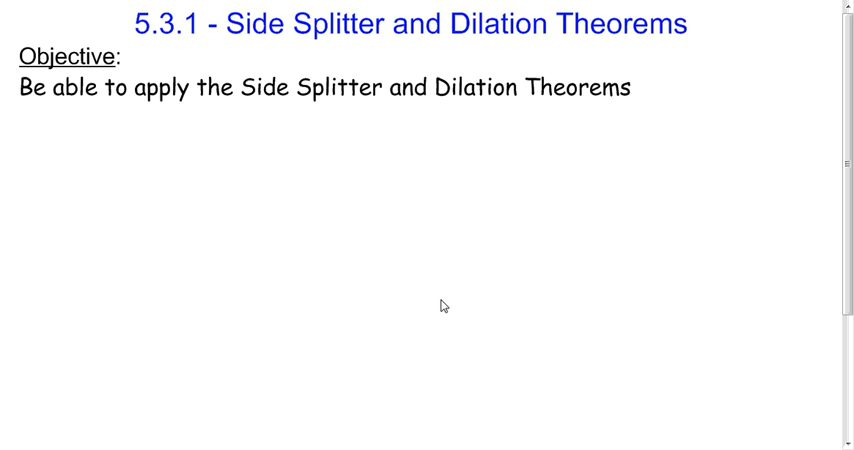 5.3.1 - Side Splitter and Dilation Theorems
Objective:
Be able to apply the Side Splitter and Dilation Theorems